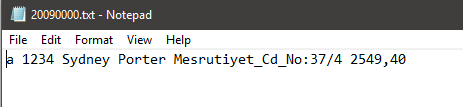 20090000.txt - Notepad
File Edit Format View Help
a 1234 Sydney Porter Mesrutiyet_Cd_No:37/4 2549,40